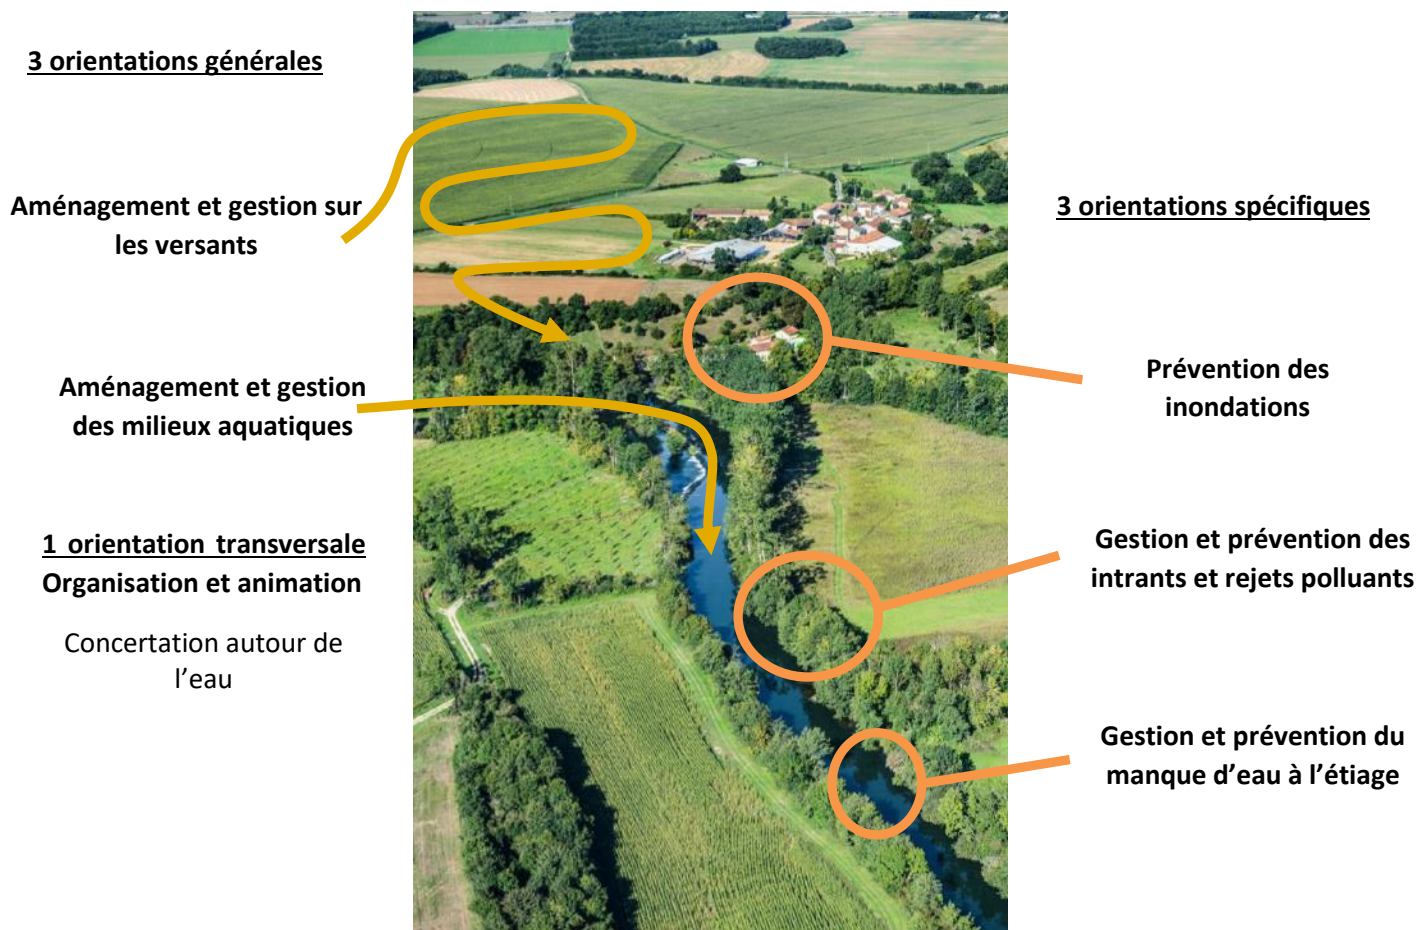 3 orientations générales
Aménagement et gestion sur
les versants
Aménagement et gestion
des milieux aquatiques
1 orientation transversale
Organisation et animation
Concertation autour de
l’eau
3 orientations spécifiques
Prévention des
inondations
Gestion et prévention des
intrants et rejets polluants
Gestion et prévention du
manque d’eau à l’étiage